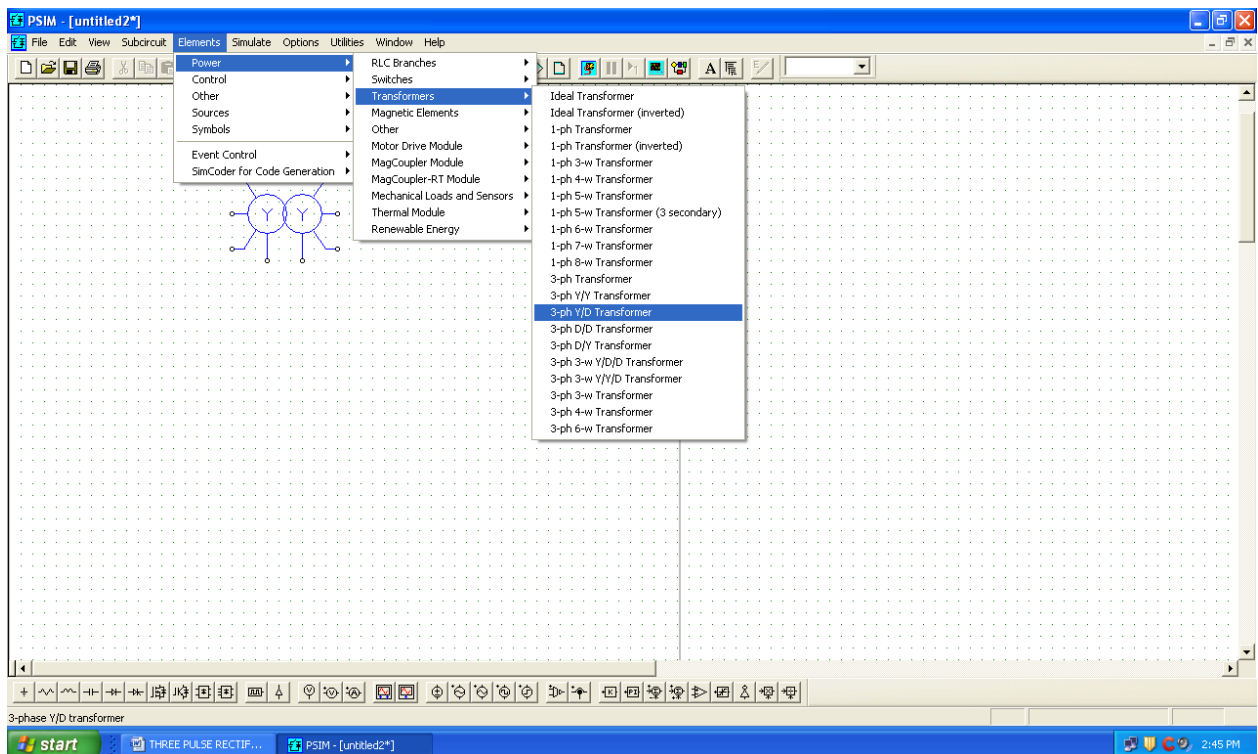 PSIM - [untitled2*]
File Edit View Subcircuit Elements Simulate Options Utilities Window Help
Power
Control
Other
Sources
Symbols
Event Control
SimCoder for Code Generation
RLC Branches
Switches
Transformers
Magnetic Elements
Other
Motor Drive Module
MagCoupler Module
MagCoupler-RT Module
Mechanical Loads and Sensors
Thermal Module
Renewable Energy
Ideal Transformer
Ideal Transformer (inverted)
1-ph Transformer
1-ph Transformer (inverted)
1-ph 3-w Transformer
1-ph 4-w Transformer
1-ph 5-w Transformer
1-ph 5-w Transformer (3 secondary)
1-ph 6-w Transformer
1-ph 7-w Transformer
1-ph 8-w Transformer
3-ph Transformer
3-ph Y/Y Transformer
3-ph Y/D Transformer
3-ph D/D Transformer
3-ph D/Y Transformer
3-ph 3-w Y/D/D Transformer
3-ph 3-w Y/Y/D Transformer
3-ph 3-w Transformer
3-ph 4-w Transformer
3-ph 6-w Transformer
Y Y
3-phase Y/D transformer
start THREE PULSE RECTIF... PSIM - [untitled2*] 2:45 PM